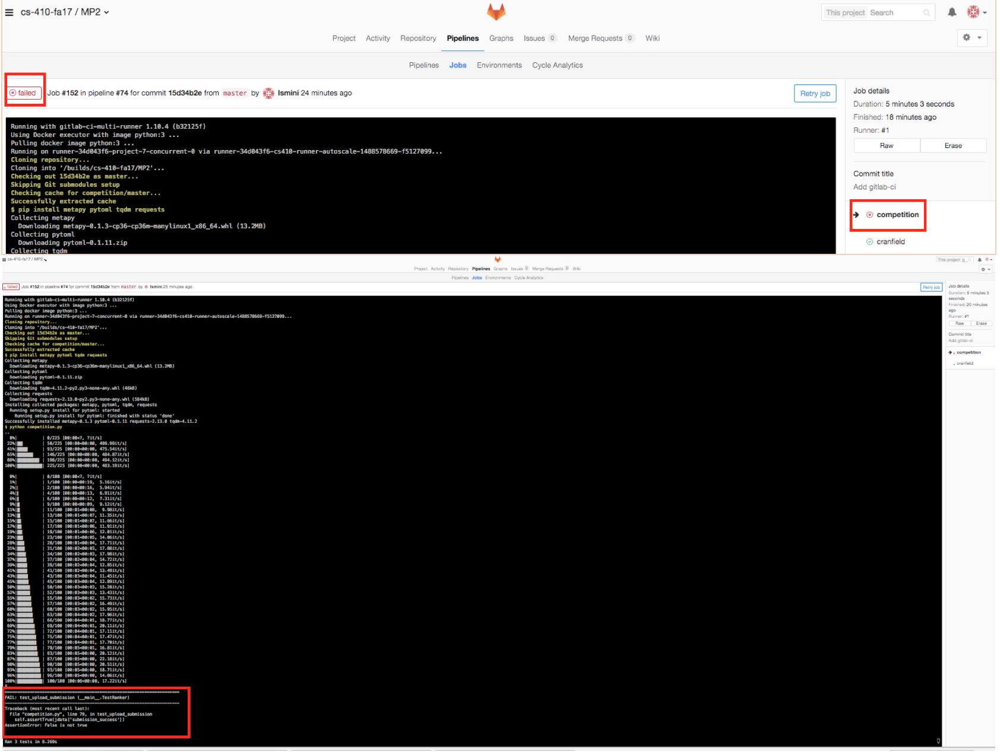 cs-410-fa17 / MP2
This project Search
Project Activity Repository Pipelines Graphs Issues 0 Merge Requests 0 Wiki
Pipelines Jobs Environments Cycle Analytics
failed Job #152 in pipeline #74 for commit 15d34b2e from master by Ismini 24 minutes ago
Retry job
Job details
Duration: 5 minutes 3 seconds
Finished: 18 minutes ago
Runner: #1
Raw Erase
Commit title
Add gitlab-ci
competition
cranfield
Running with gitlab-ci-multi-runner 1.10.4 (b32125f)
Using Docker executor with image python:3 ...
Pulling docker image python:3 ...
Running on runner-34d043f6-project-7-concurrent-0 via runner-34d043f6-cs410-runner-autoscale-1488578669-f5127099...
Cloning repository...
Cloning into '/builds/cs-410-fa17/MP2'...
Checking out 15d34b2e as master...
Skipping Git submodules setup
Checking cache for competition/master...
Successfully extracted cache
$ pip install metapy pytoml tqdm requests
Collecting metapy
Downloading metapy-0.1.3-cp36-cp36m-manylinux1_x86_64.whl (13.2MB)
Collecting pytoml
Downloading pytoml-0.1.11.zip
Collecting tqdm
cs-410-fa17 / MP2
This project
Project Activity Repository Pipelines Graphs Issues 0 Merge Requests 0 Wiki
Pipelines Jobs Environments Cycle Analytics
failed Job #152 in pipeline #74 for commit 15d34b2e from master by Ismini 25 minutes ago
Retry job
Job details
Duration: 5 minutes 3
seconds
Finished: 20 minutes
ago
Runner: #1
Raw Erase
Commit title
Add gitlab-ci
competition
cranfield
Running with gitlab-ci-multi-runner 1.10.4 (b32125f)
Using Docker executor with image python:3 ...
Pulling docker image python:3 ...
Running on runner-34d043f6-project-7-concurrent-0 via runner-34d043f6-cs410-runner-autoscale-1488578669-f5127099...
Cloning repository...
Cloning into '/builds/cs-410-fa17/MP2'...
Checking out 15d34b2e as master...
Skipping Git submodules setup
Checking cache for competition/master...
Successfully extracted cache
$ pip install metapy pytoml tqdm requests
Collecting metapy
Downloading metapy-0.1.3-cp36-cp36m-manylinux1_x86_64.whl (13.2MB)
Collecting pytoml
Downloading pytoml-0.1.11.zip
Collecting tqdm
Downloading tqdm-4.11.2-py2.py3-none-any.whl (46kB)
Collecting requests
Downloading requests-2.13.0-py2.py3-none-any.whl (584kB)
Installing collected packages: metapy, pytoml, tqdm, requests
Running setup.py install for pytoml: started
Running setup.py install for pytoml: finished with status 'done'
Successfully installed metapy-0.1.3 pytoml-0.1.11 requests-2.13.0 tqdm-4.11.2
$ python competition.py
..
0%| | 0/225 [00:00<?, ?it/s]
22%| | 50/225 [00:00<00:00, 499.99it/s]
41%| | 93/225 [00:00<00:00, 475.54it/s]
65%| | 146/225 [00:00<00:00, 484.87it/s]
88%| | 198/225 [00:00<00:00, 494.12it/s]
100%| | 225/225 [00:00<00:00, 483.19it/s]
0%| | 0/100 [00:00<?, ?it/s]
1%| | 1/100 [00:00<00:19, 5.16it/s]
2%| | 2/100 [00:00<00:16, 5.94it/s]
4%| | 4/100 [00:00<00:13, 6.91it/s]
6%| | 6/100 [00:00<00:12, 7.31it/s]
9%| | 9/100 [00:00<00:09, 9.12it/s]
11%| | 11/100 [00:01<00:08, 9.98it/s]
13%| | 13/100 [00:01<00:07, 11.35it/s]
15%| | 15/100 [00:01<00:07, 11.66it/s]
17%| | 17/100 [00:01<00:06, 11.91it/s]
19%| | 19/100 [00:01<00:06, 12.01it/s]
23%| | 23/100 [00:01<00:05, 14.06it/s]
28%| | 28/100 [00:01<00:04, 17.71it/s]
31%| | 31/100 [00:02<00:03, 17.88it/s]
34%| | 34/100 [00:02<00:03, 17.98it/s]
37%| | 37/100 [00:02<00:04, 14.72it/s]
39%| | 39/100 [00:02<00:04, 12.85it/s]
41%| | 41/100 [00:02<00:04, 13.49it/s]
43%| | 43/100 [00:03<00:04, 11.45it/s]
45%| | 45/100 [00:03<00:04, 12.89it/s]
50%| | 50/100 [00:03<00:03, 15.28it/s]
52%| | 52/100 [00:03<00:03, 13.43it/s]
55%| | 55/100 [00:03<00:02, 15.73it/s]
57%| | 57/100 [00:03<00:02, 16.49it/s]
60%| | 60/100 [00:03<00:02, 15.95it/s]
63%| | 63/100 [00:04<00:02, 17.96it/s]
66%| | 66/100 [00:04<00:01, 18.77it/s]
69%| | 69/100 [00:04<00:01, 20.11it/s]
72%| | 72/100 [00:04<00:01, 17.11it/s]
75%| | 75/100 [00:04<00:01, 17.47it/s]
77%| | 77/100 [00:04<00:01, 17.70it/s]
79%| | 79/100 [00:05<00:01, 16.81it/s]
83%| | 83/100 [00:05<00:00, 20.12it/s]
87%| | 87/100 [00:05<00:00, 22.18it/s]
90%| | 90/100 [00:05<00:00, 20.51it/s]
93%| | 93/100 [00:05<00:00, 18.71it/s]
96%| | 96/100 [00:05<00:00, 14.86it/s]
100%| | 100/100 [00:06<00:00, 17.22it/s]
FAIL: test_upload_submission (__main__.TestRanker)
Traceback (most recent call last):
File "competition.py", line 79, in test_upload_submission
self.assertTrue(jdata['submission_success'])
AssertionError: False is not true
Ran 3 tests in 8.269s